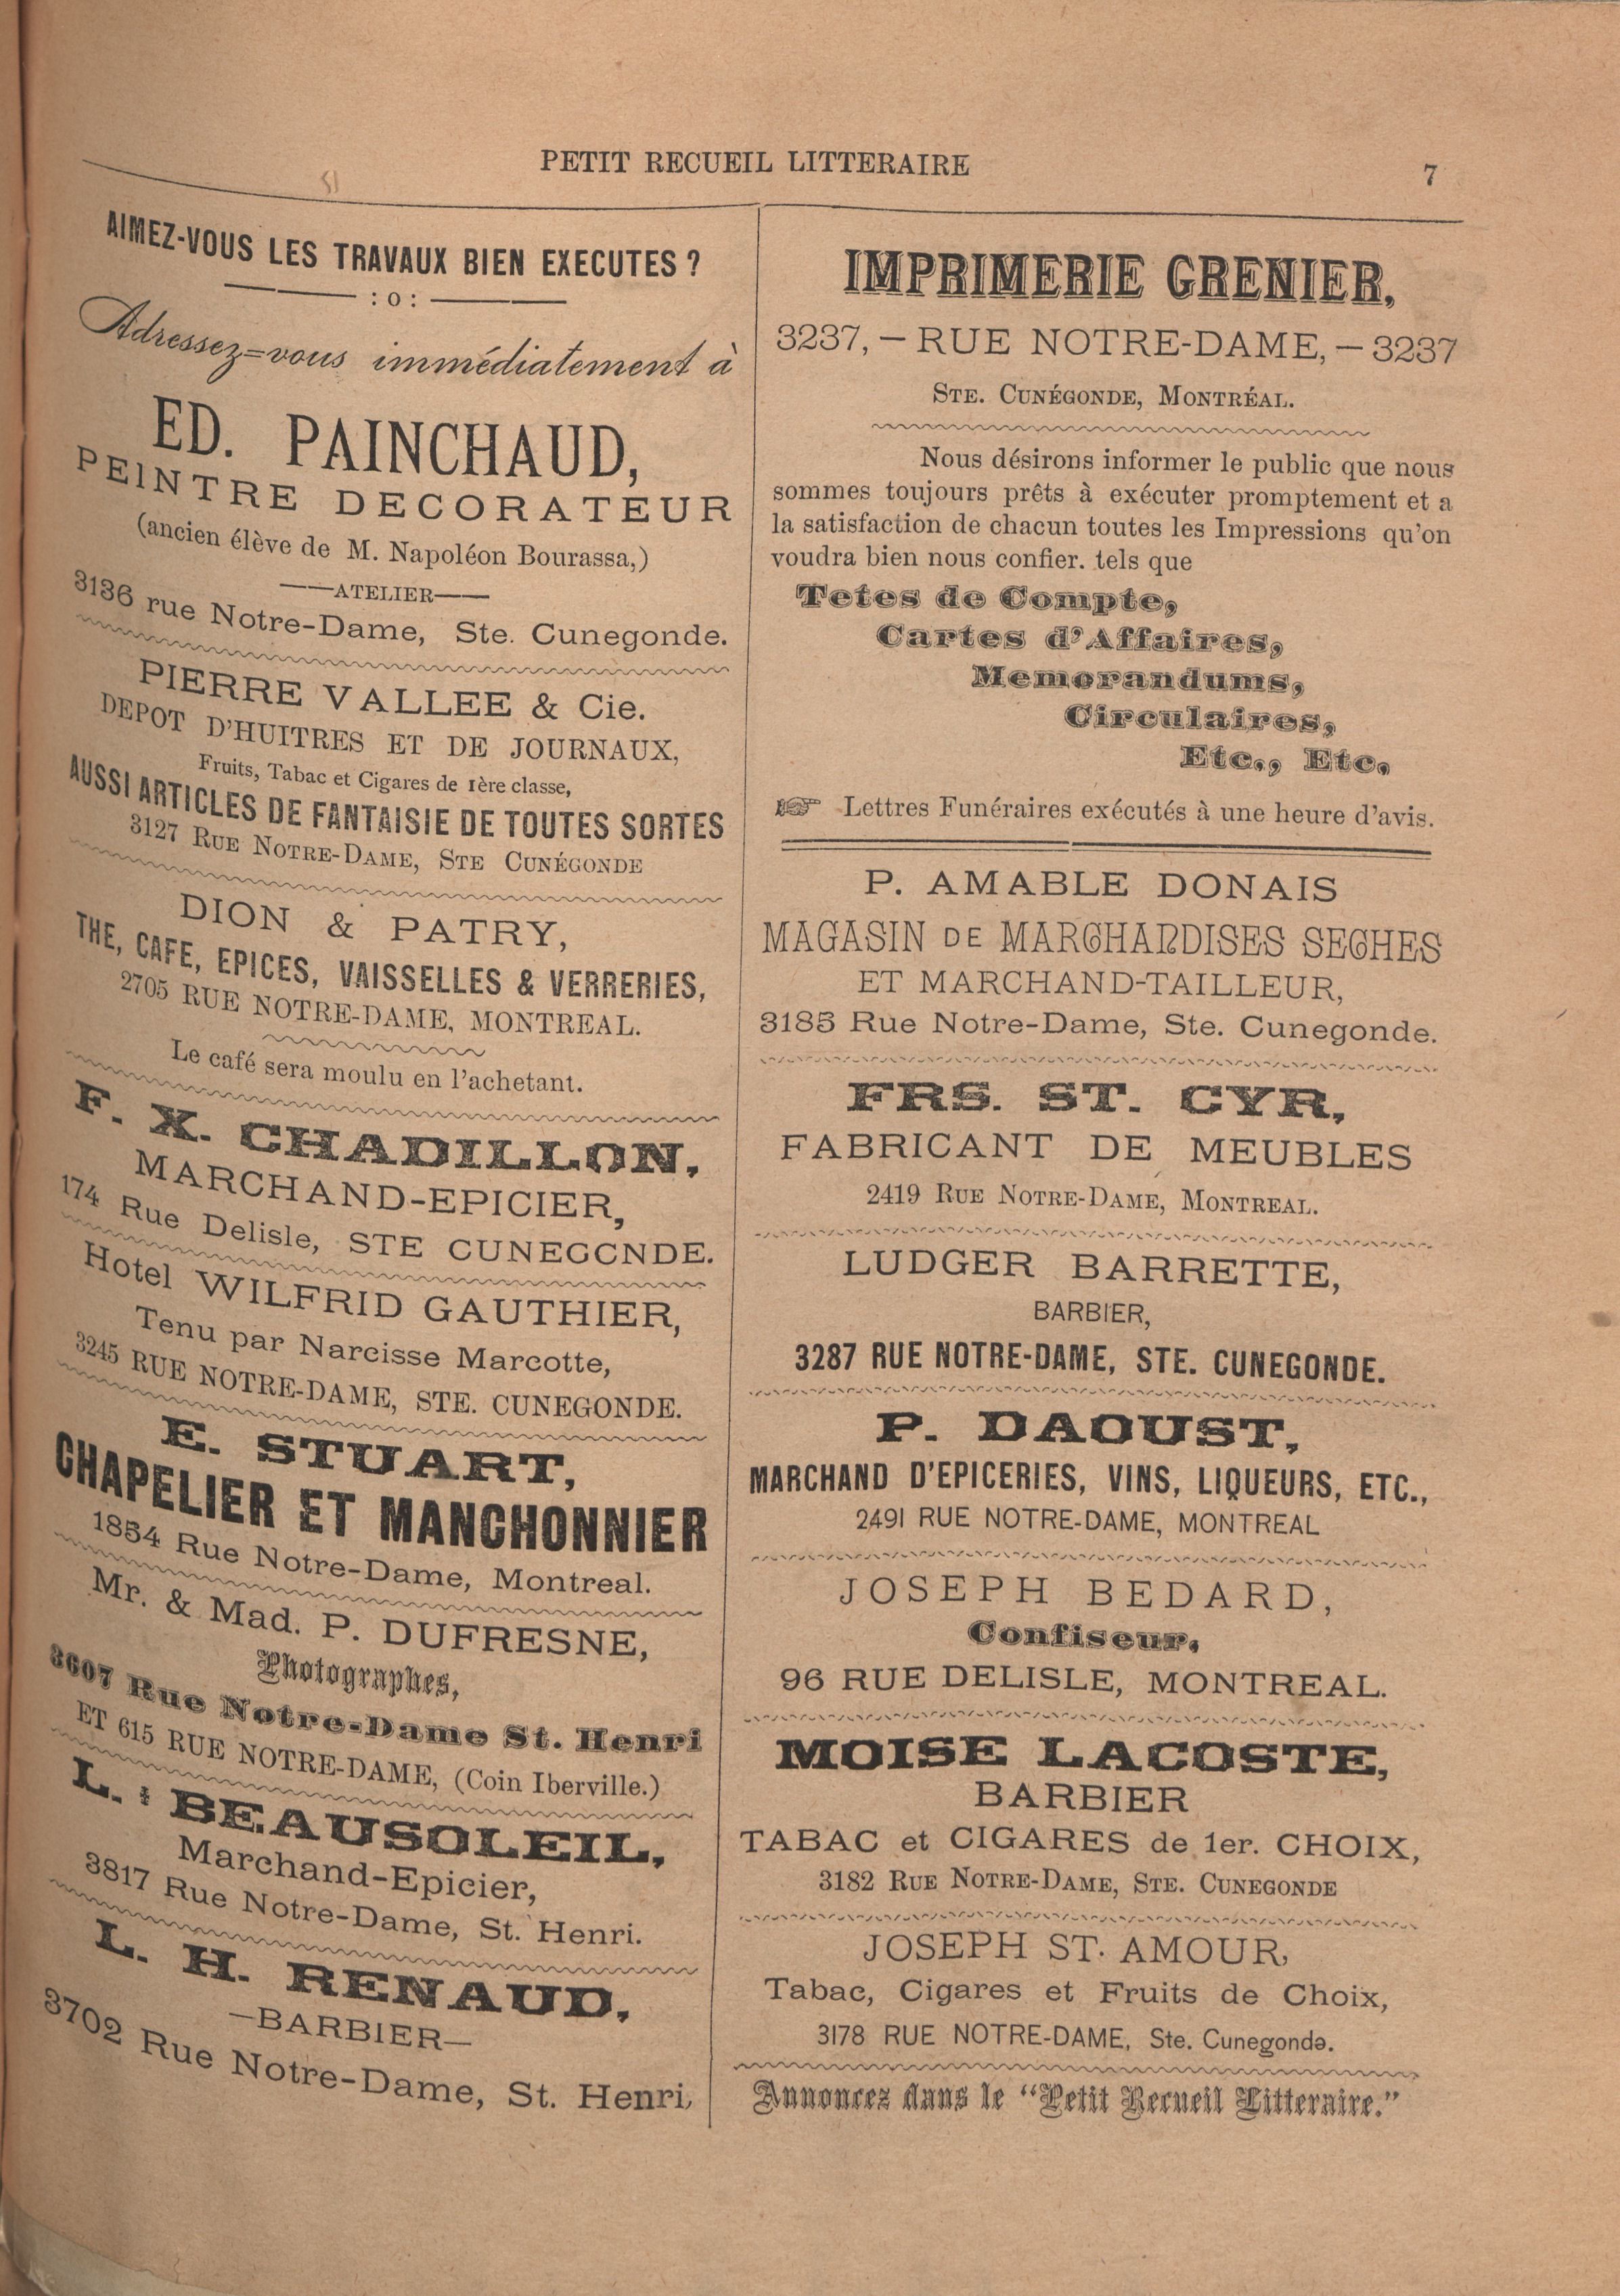 PETIT RECUEIL LITTERAIRE
7
AIMEZ-VOUS LES TRAVAUX BIEN EXECUTES ?
: o :
Adressez=vous immédiatement à
ED. PAINCHAUD,
PEINTRE DECORATEUR
(ancien élève de M. Napoléon Bourassa,)
——ATELIER——
3136 rue Notre-Dame, Ste. Cunegonde.
PIERRE VALLEE & Cie.
DEPOT D'HUITRES ET DE JOURNAUX,
Fruits, Tabac et Cigares de 1ère classe,
AUSSI ARTICLES DE FANTAISIE DE TOUTES SORTES
3127 RUE NOTRE-DAME, STE CUNÉGONDE
DION & PATRY,
THE, CAFE, EPICES, VAISSELLES & VERRERIES,
2705 RUE NOTRE-DAME, MONTREAL.
Le café sera moulu en l'achetant.
F. X. CHADILLON,
MARCHAND-EPICIER,
174 Rue Delisle, STE CUNEGCNDE.
Hotel WILFRID GAUTHIER,
Tenu par Narcisse Marcotte,
3245 RUE NOTRE-DAME, STE. CUNEGONDE.
E. STUART,
CHAPELIER ET MANCHONNIER
1854 Rue Notre-Dame, Montreal.
Mr. & Mad. P. DUFRESNE,
Photographes,
3607 Rue Notre-Dame St. Henri
ET 615 RUE NOTRE-DAME, (Coin Iberville.)
L. : BEAUSOLEIL,
Marchand-Epicier,
3817 Rue Notre-Dame, St. Henri.
L. H. RENAUD,
—BARBIER—
3702 Rue Notre-Dame, St. Henri,
IMPRIMERIE GRENIER,
3237, — RUE NOTRE-DAME, — 3237
STE. CUNÉGONDE, MONTRÉAL.
Nous désirons informer le public que nous
sommes toujours prêts à exécuter promptement et a
la satisfaction de chacun toutes les Impressions qu'on
voudra bien nous confier. tels que
Tetes de Compte,
Cartes d'Affaires,
Memorandums,
Circulaires,
Etc., Etc.
☞ Lettres Funéraires exécutés à une heure d'avis.
P. AMABLE DONAIS
MAGASIN DE MARCHANDISES SECHES
ET MARCHAND-TAILLEUR,
3185 Rue Notre-Dame, Ste. Cunegonde.
FRS. ST. CYR,
FABRICANT DE MEUBLES
2419 RUE NOTRE-DAME, MONTREAL.
LUDGER BARRETTE,
BARBIER,
3287 RUE NOTRE-DAME, STE. CUNEGONDE.
P. DAOUST,
MARCHAND D'EPICERIES, VINS, LIQUEURS, ETC.,
2491 RUE NOTRE-DAME, MONTREAL
JOSEPH BEDARD,
Confiseur,
96 RUE DELISLE, MONTREAL.
MOISE LACOSTE,
BARBIER
TABAC et CIGARES de 1er. CHOIX,
3182 RUE NOTRE-DAME, STE. CUNEGONDE
JOSEPH ST. AMOUR,
Tabac, Cigares et Fruits de Choix,
3178 RUE NOTRE-DAME, Ste. Cunegonde.
Annoncez dans le "Petit Recueil Litteraire."